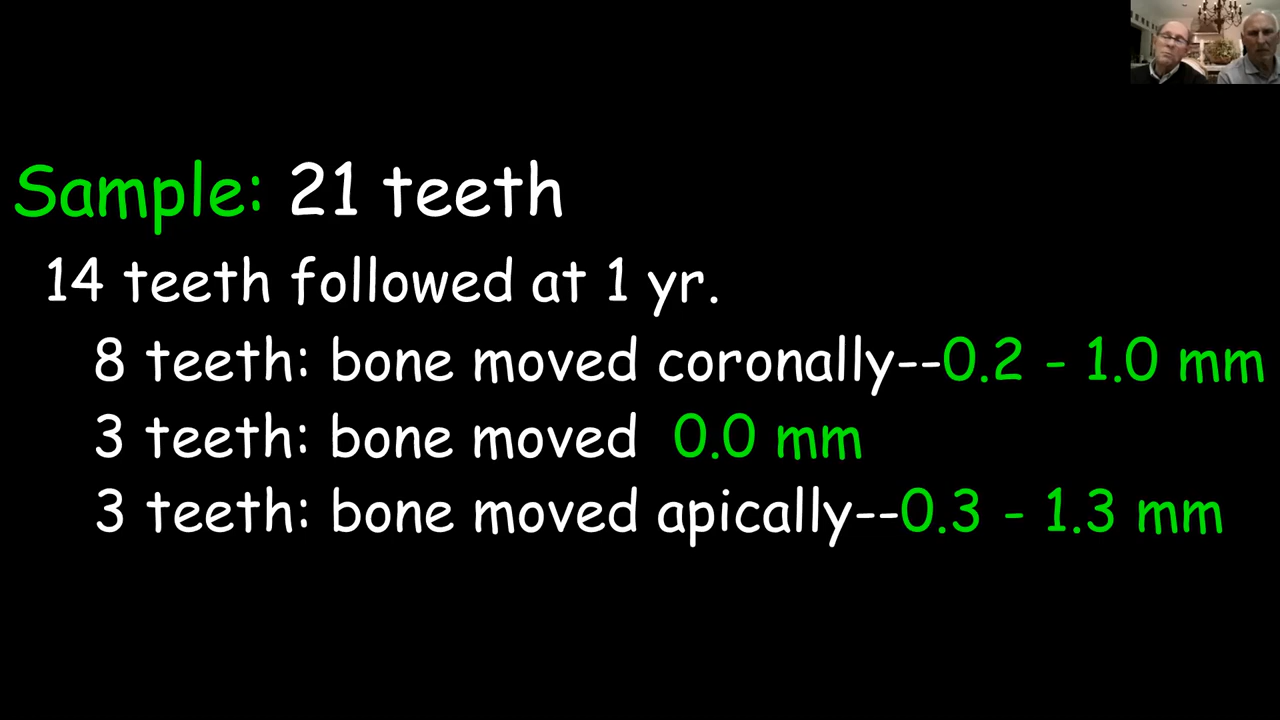 Sample: 21 teeth
14 teeth followed at 1 yr.
8 teeth: bone moved coronally--0.2 - 1.0 mm
3 teeth: bone moved 0.0 mm
3 teeth: bone moved apically--0.3 - 1.3 mm